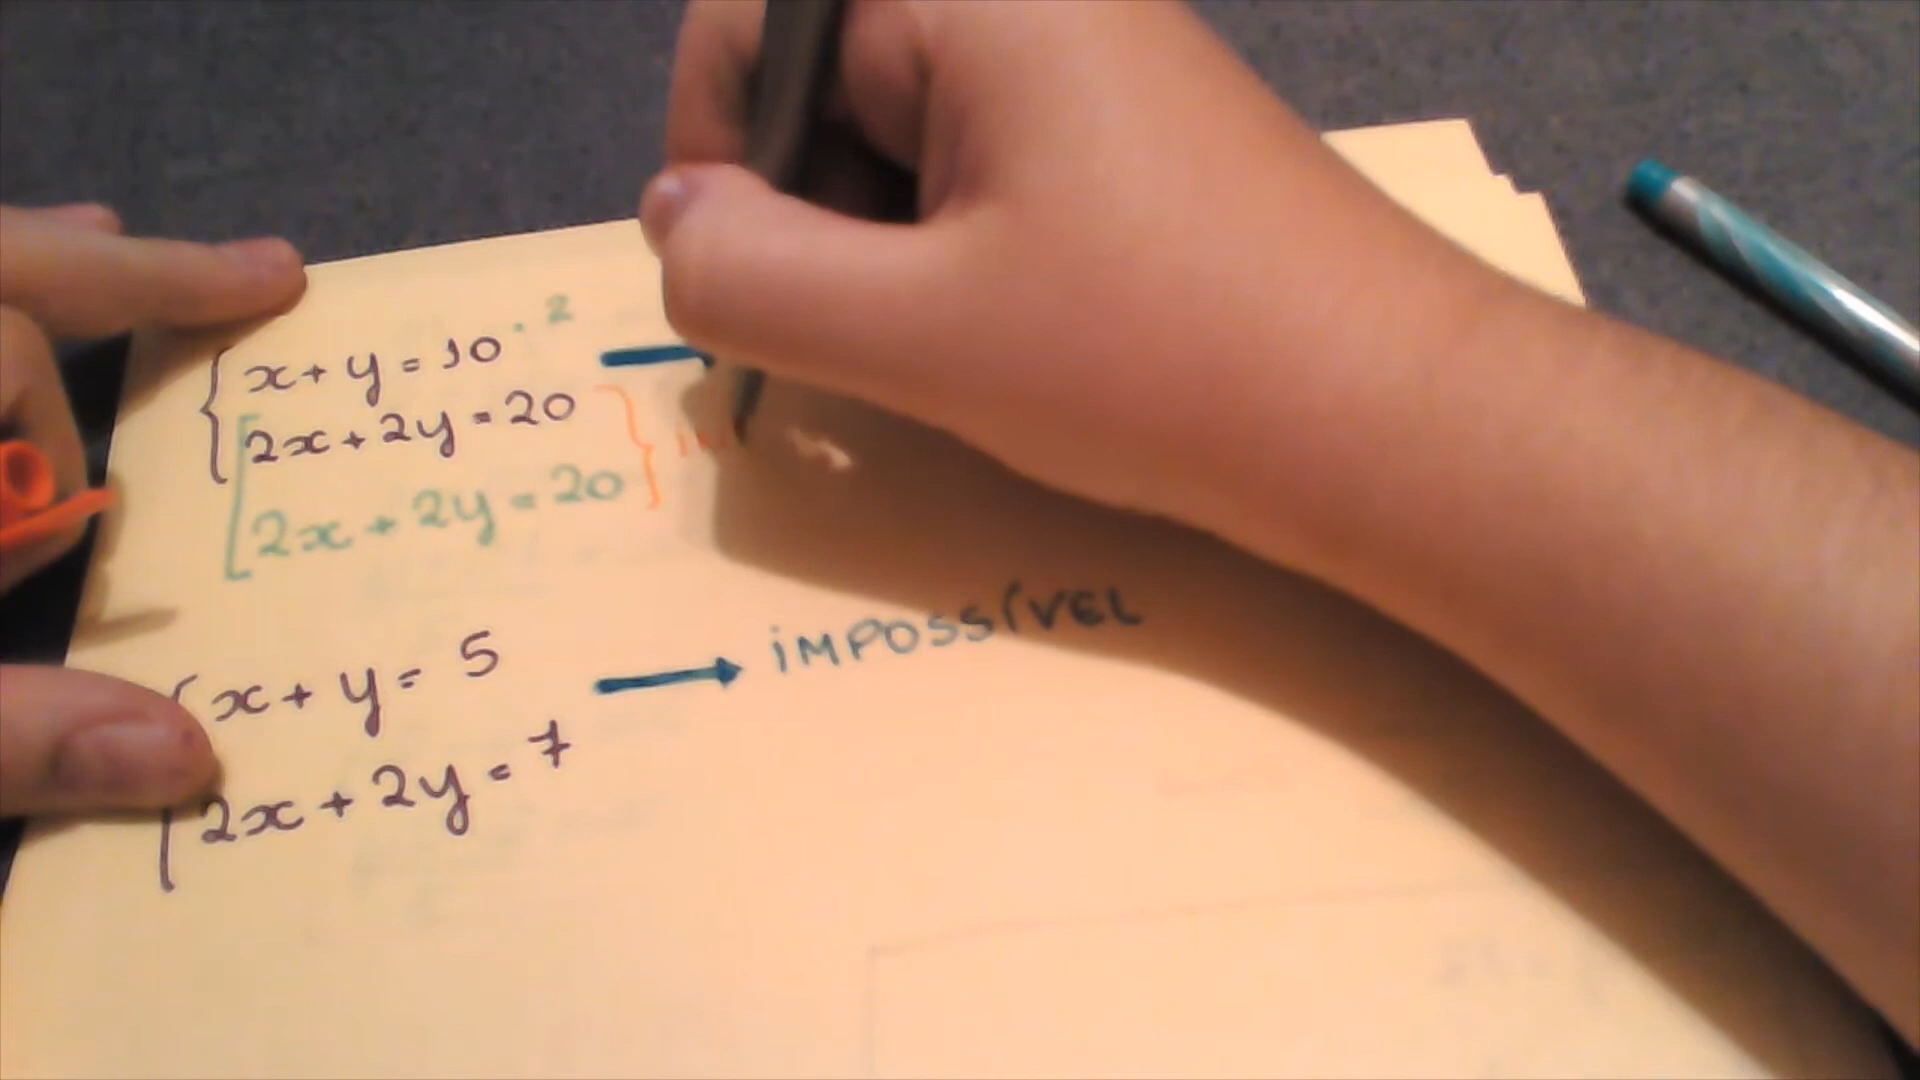 x + y = 10 · 2
2x + 2y = 20
2x + 2y = 20
x + y = 5
iMPOSSÍVEL
2x + 2y = 7